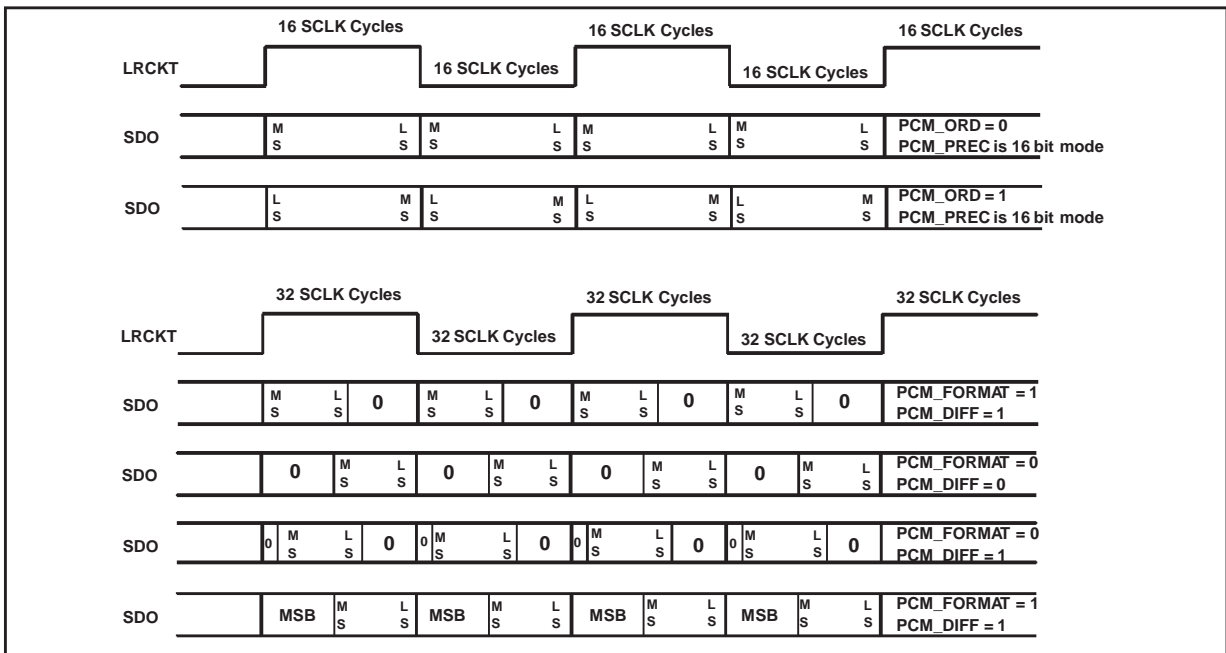 16 SCLK Cycles 16 SCLK Cycles 16 SCLK Cycles
LRCKT 16 SCLK Cycles 16 SCLK Cycles
SDO M S L S M S L S M S L S M S L S PCM_ORD = 0
PCM_PREC is 16 bit mode
SDO L S M S L S M S L S M S L S M S PCM_ORD = 1
PCM_PREC is 16 bit mode
32 SCLK Cycles 32 SCLK Cycles 32 SCLK Cycles
LRCKT 32 SCLK Cycles 32 SCLK Cycles
SDO M S L S 0 M S L S 0 M S L S 0 M S L S 0 PCM_FORMAT = 1
PCM_DIFF = 1
SDO 0 M S L S 0 M S L S 0 M S L S 0 M S L S PCM_FORMAT = 0
PCM_DIFF = 0
SDO 0 M S L S 0 0 M S L S 0 0 M S L S 0 0 M S L S 0 PCM_FORMAT = 0
PCM_DIFF = 1
SDO MSB M S L S MSB M S L S MSB M S L S MSB M S L S PCM_FORMAT = 1
PCM_DIFF = 1